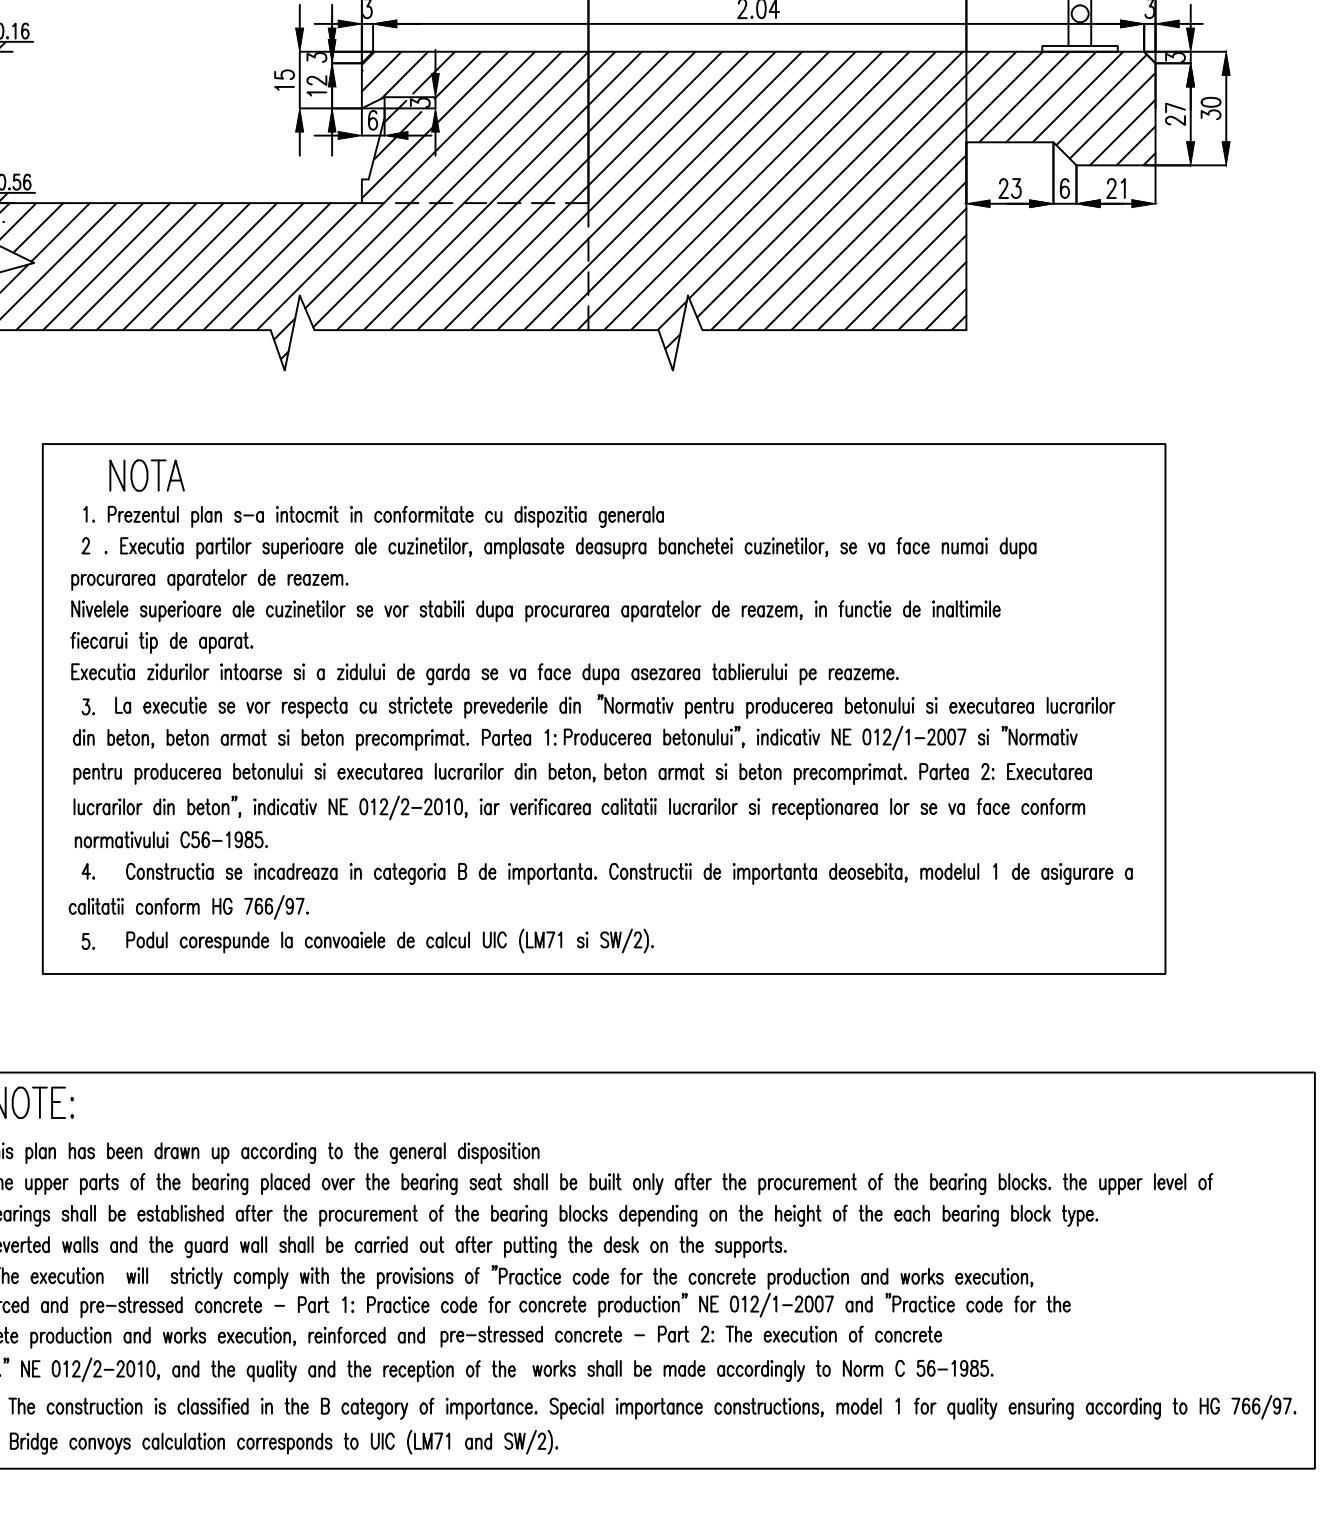 3
2.04
3
0.16
3
15
12
3
6
3
27
30
0.56
23
6
21
NOTA
1. Prezentul plan s-a intocmit in conformitate cu dispozitia generala
2 . Executia partilor superioare ale cuzinetilor, amplasate deasupra banchetei cuzinetilor, se va face numai dupa
procurarea aparatelor de reazem.
Nivelele superioare ale cuzinetilor se vor stabili dupa procurarea aparatelor de reazem, in functie de inaltimile
fiecarui tip de aparat.
Executia zidurilor intoarse si a zidului de garda se va face dupa asezarea tablierului pe reazeme.
3. La executie se vor respecta cu strictete prevederile din "Normativ pentru producerea betonului si executarea lucrarilor
din beton, beton armat si beton precomprimat. Partea 1: Producerea betonului", indicativ NE 012/1-2007 si "Normativ
pentru producerea betonului si executarea lucrarilor din beton, beton armat si beton precomprimat. Partea 2: Executarea
lucrarilor din beton", indicativ NE 012/2-2010, iar verificarea calitatii lucrarilor si receptionarea lor se va face conform
normativului C56-1985.
4. Constructia se incadreaza in categoria B de importanta. Constructii de importanta deosebita, modelul 1 de asigurare a
calitatii conform HG 766/97.
5. Podul corespunde la convoaiele de calcul UIC (LM71 si SW/2).
NOTE:
is plan has been drawn up according to the general disposition
he upper parts of the bearing placed over the bearing seat shall be built only after the procurement of the bearing blocks. the upper level of
earings shall be established after the procurement of the bearing blocks depending on the height of the each bearing block type.
everted walls and the guard wall shall be carried out after putting the desk on the supports.
The execution will strictly comply with the provisions of "Practice code for the concrete production and works execution,
rced and pre-stressed concrete - Part 1: Practice code for concrete production" NE 012/1-2007 and "Practice code for the
ete production and works execution, reinforced and pre-stressed concrete - Part 2: The execution of concrete
." NE 012/2-2010, and the quality and the reception of the works shall be made accordingly to Norm C 56-1985.
The construction is classified in the B category of importance. Special importance constructions, model 1 for quality ensuring according to HG 766/97.
Bridge convoys calculation corresponds to UIC (LM71 and SW/2).